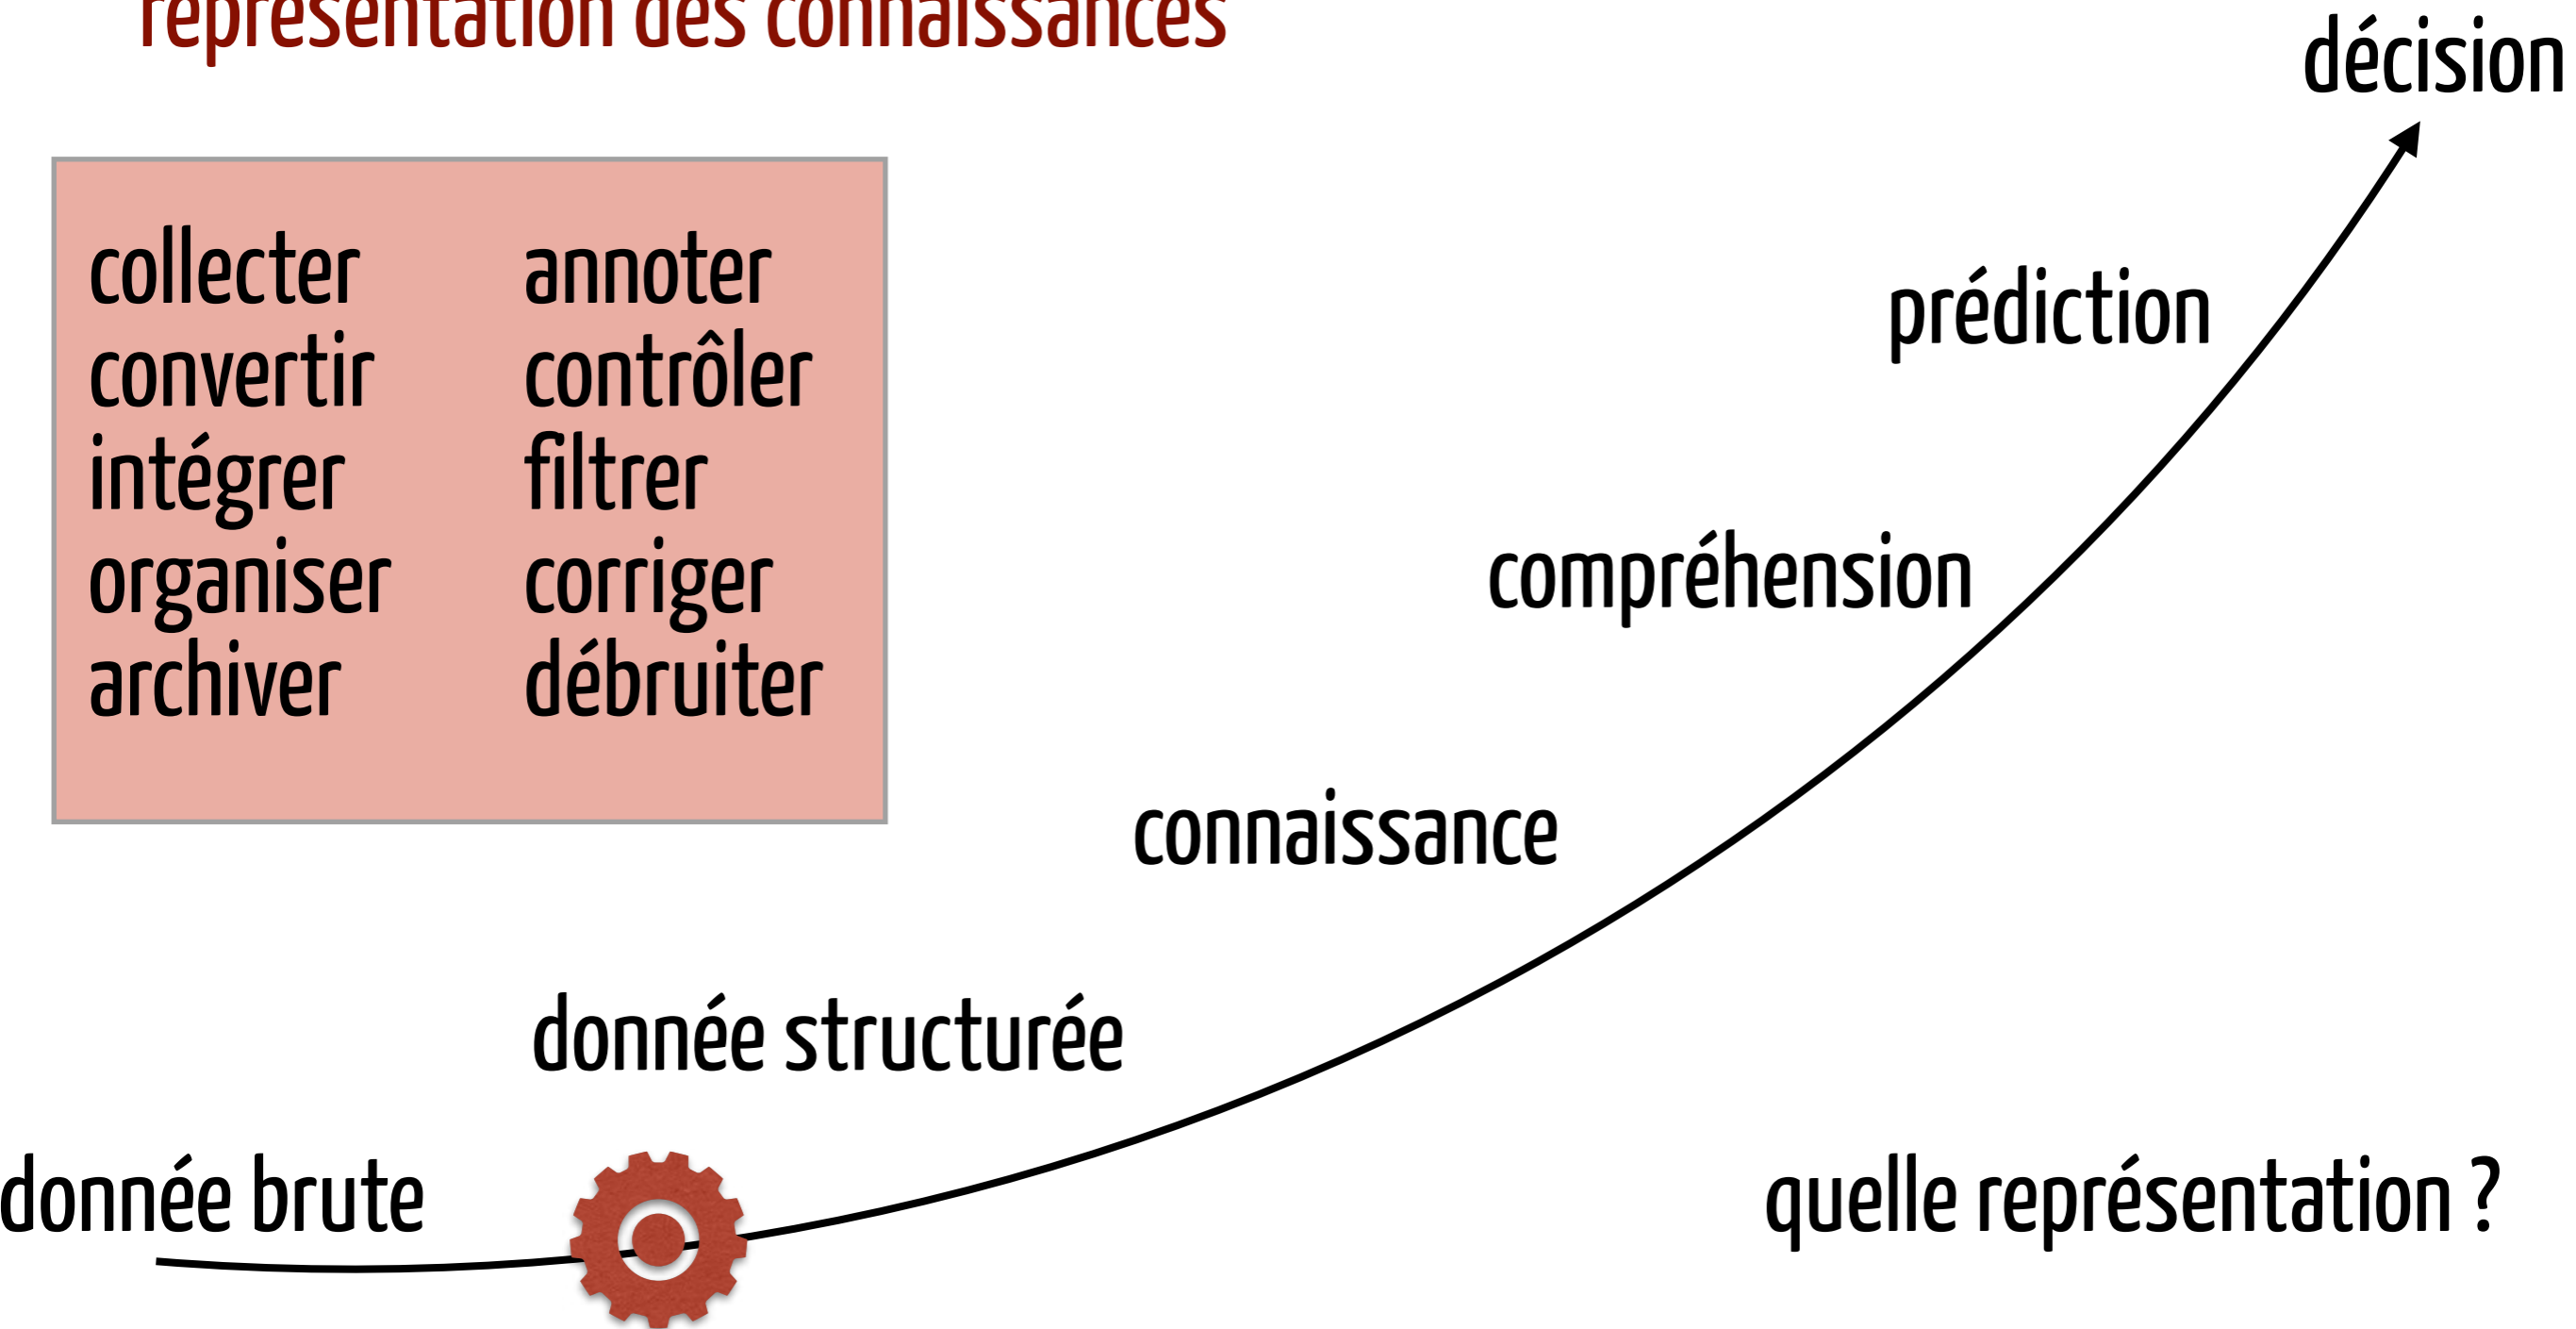 représentation des connaissances
décision
collecter
convertir
intégrer
organiser
archiver
annoter
contrôler
filtrer
corriger
débruiter
prédiction
compréhension
connaissance
donnée structurée
donnée brute
quelle représentation ?